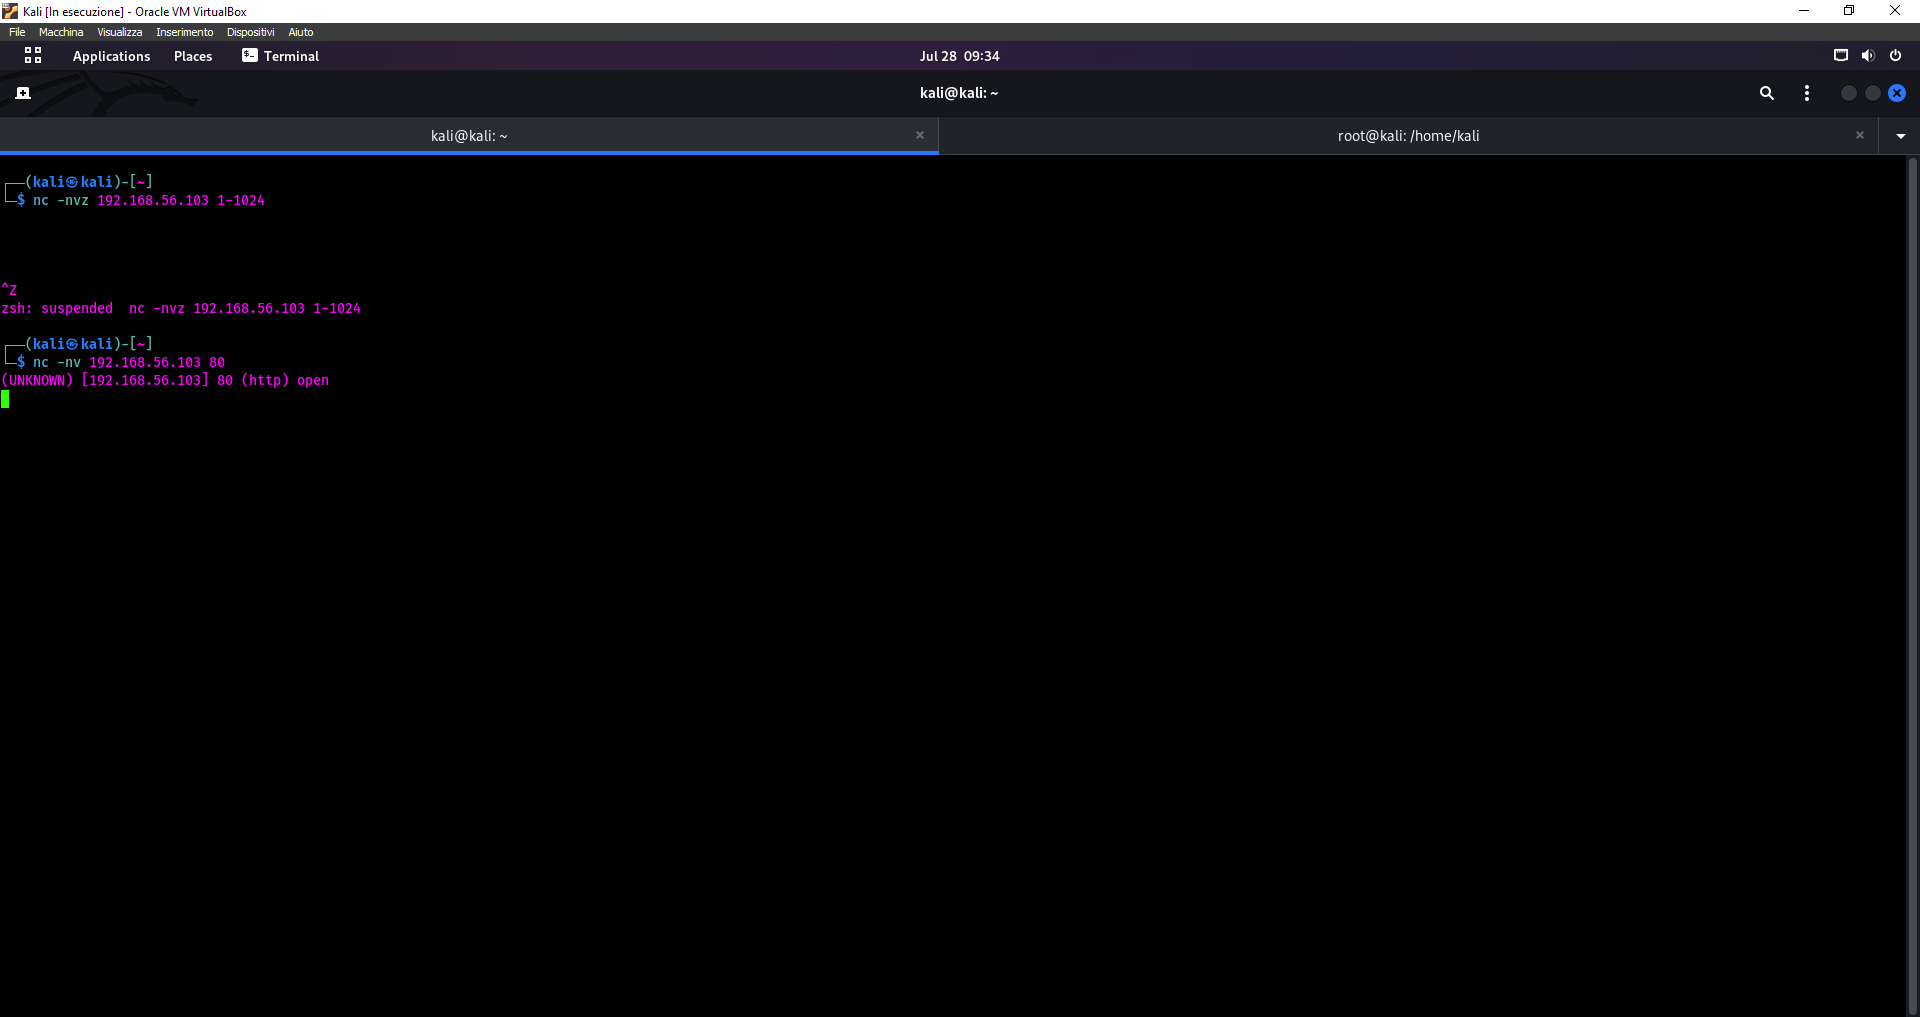 Kali [In esecuzione] - Oracle VM VirtualBox
File Macchina Visualizza Inserimento Dispositivi Aiuto
Applications Places Terminal Jul 28 09:34
kali@kali: ~
kali@kali: ~ root@kali: /home/kali
┌──(kali㉿kali)-[~]
└─$ nc -nvz 192.168.56.103 1-1024
^Z
zsh: suspended  nc -nvz 192.168.56.103 1-1024
┌──(kali㉿kali)-[~]
└─$ nc -nv 192.168.56.103 80
(UNKNOWN) [192.168.56.103] 80 (http) open